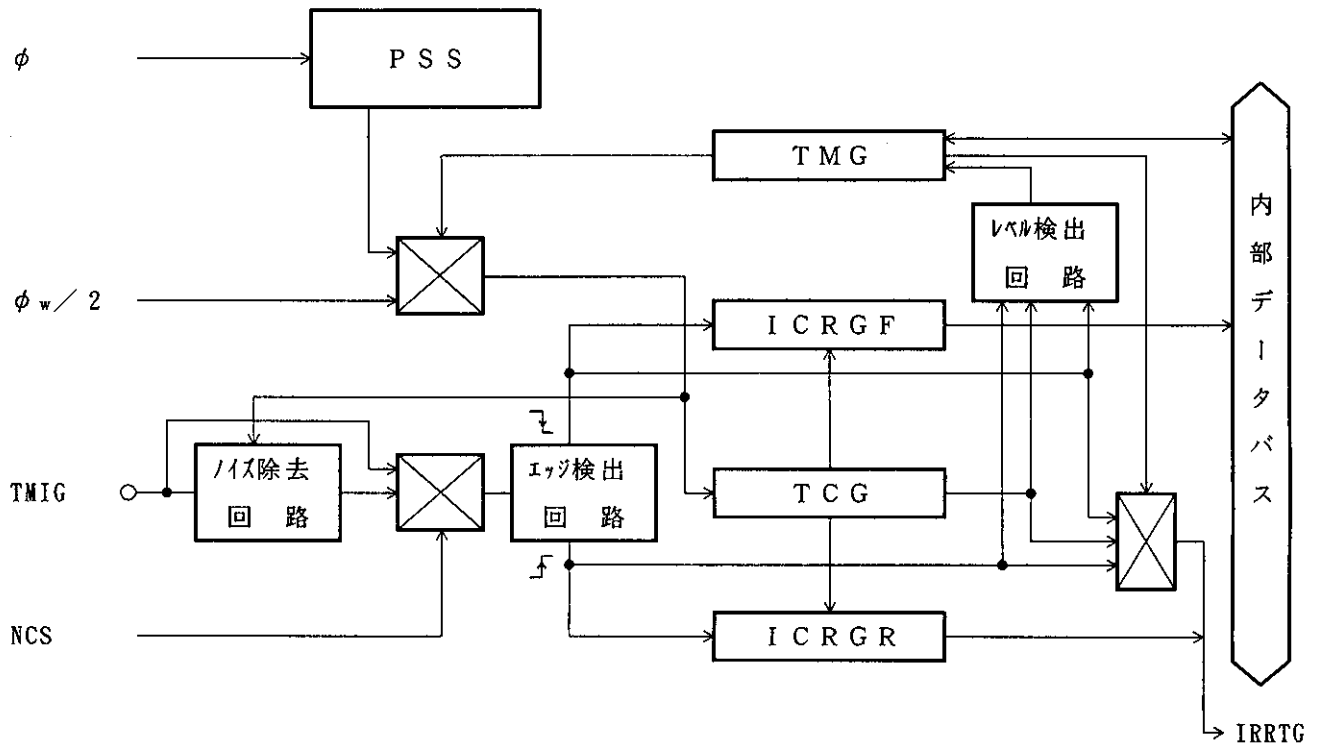 φ
PSS
TMG
内部データバス
レベル検出
回路
φw/2
ICRGF
TMIG
ノイズ除去
回路
エッジ検出
回路
TCG
NCS
ICRGR
IRRTG